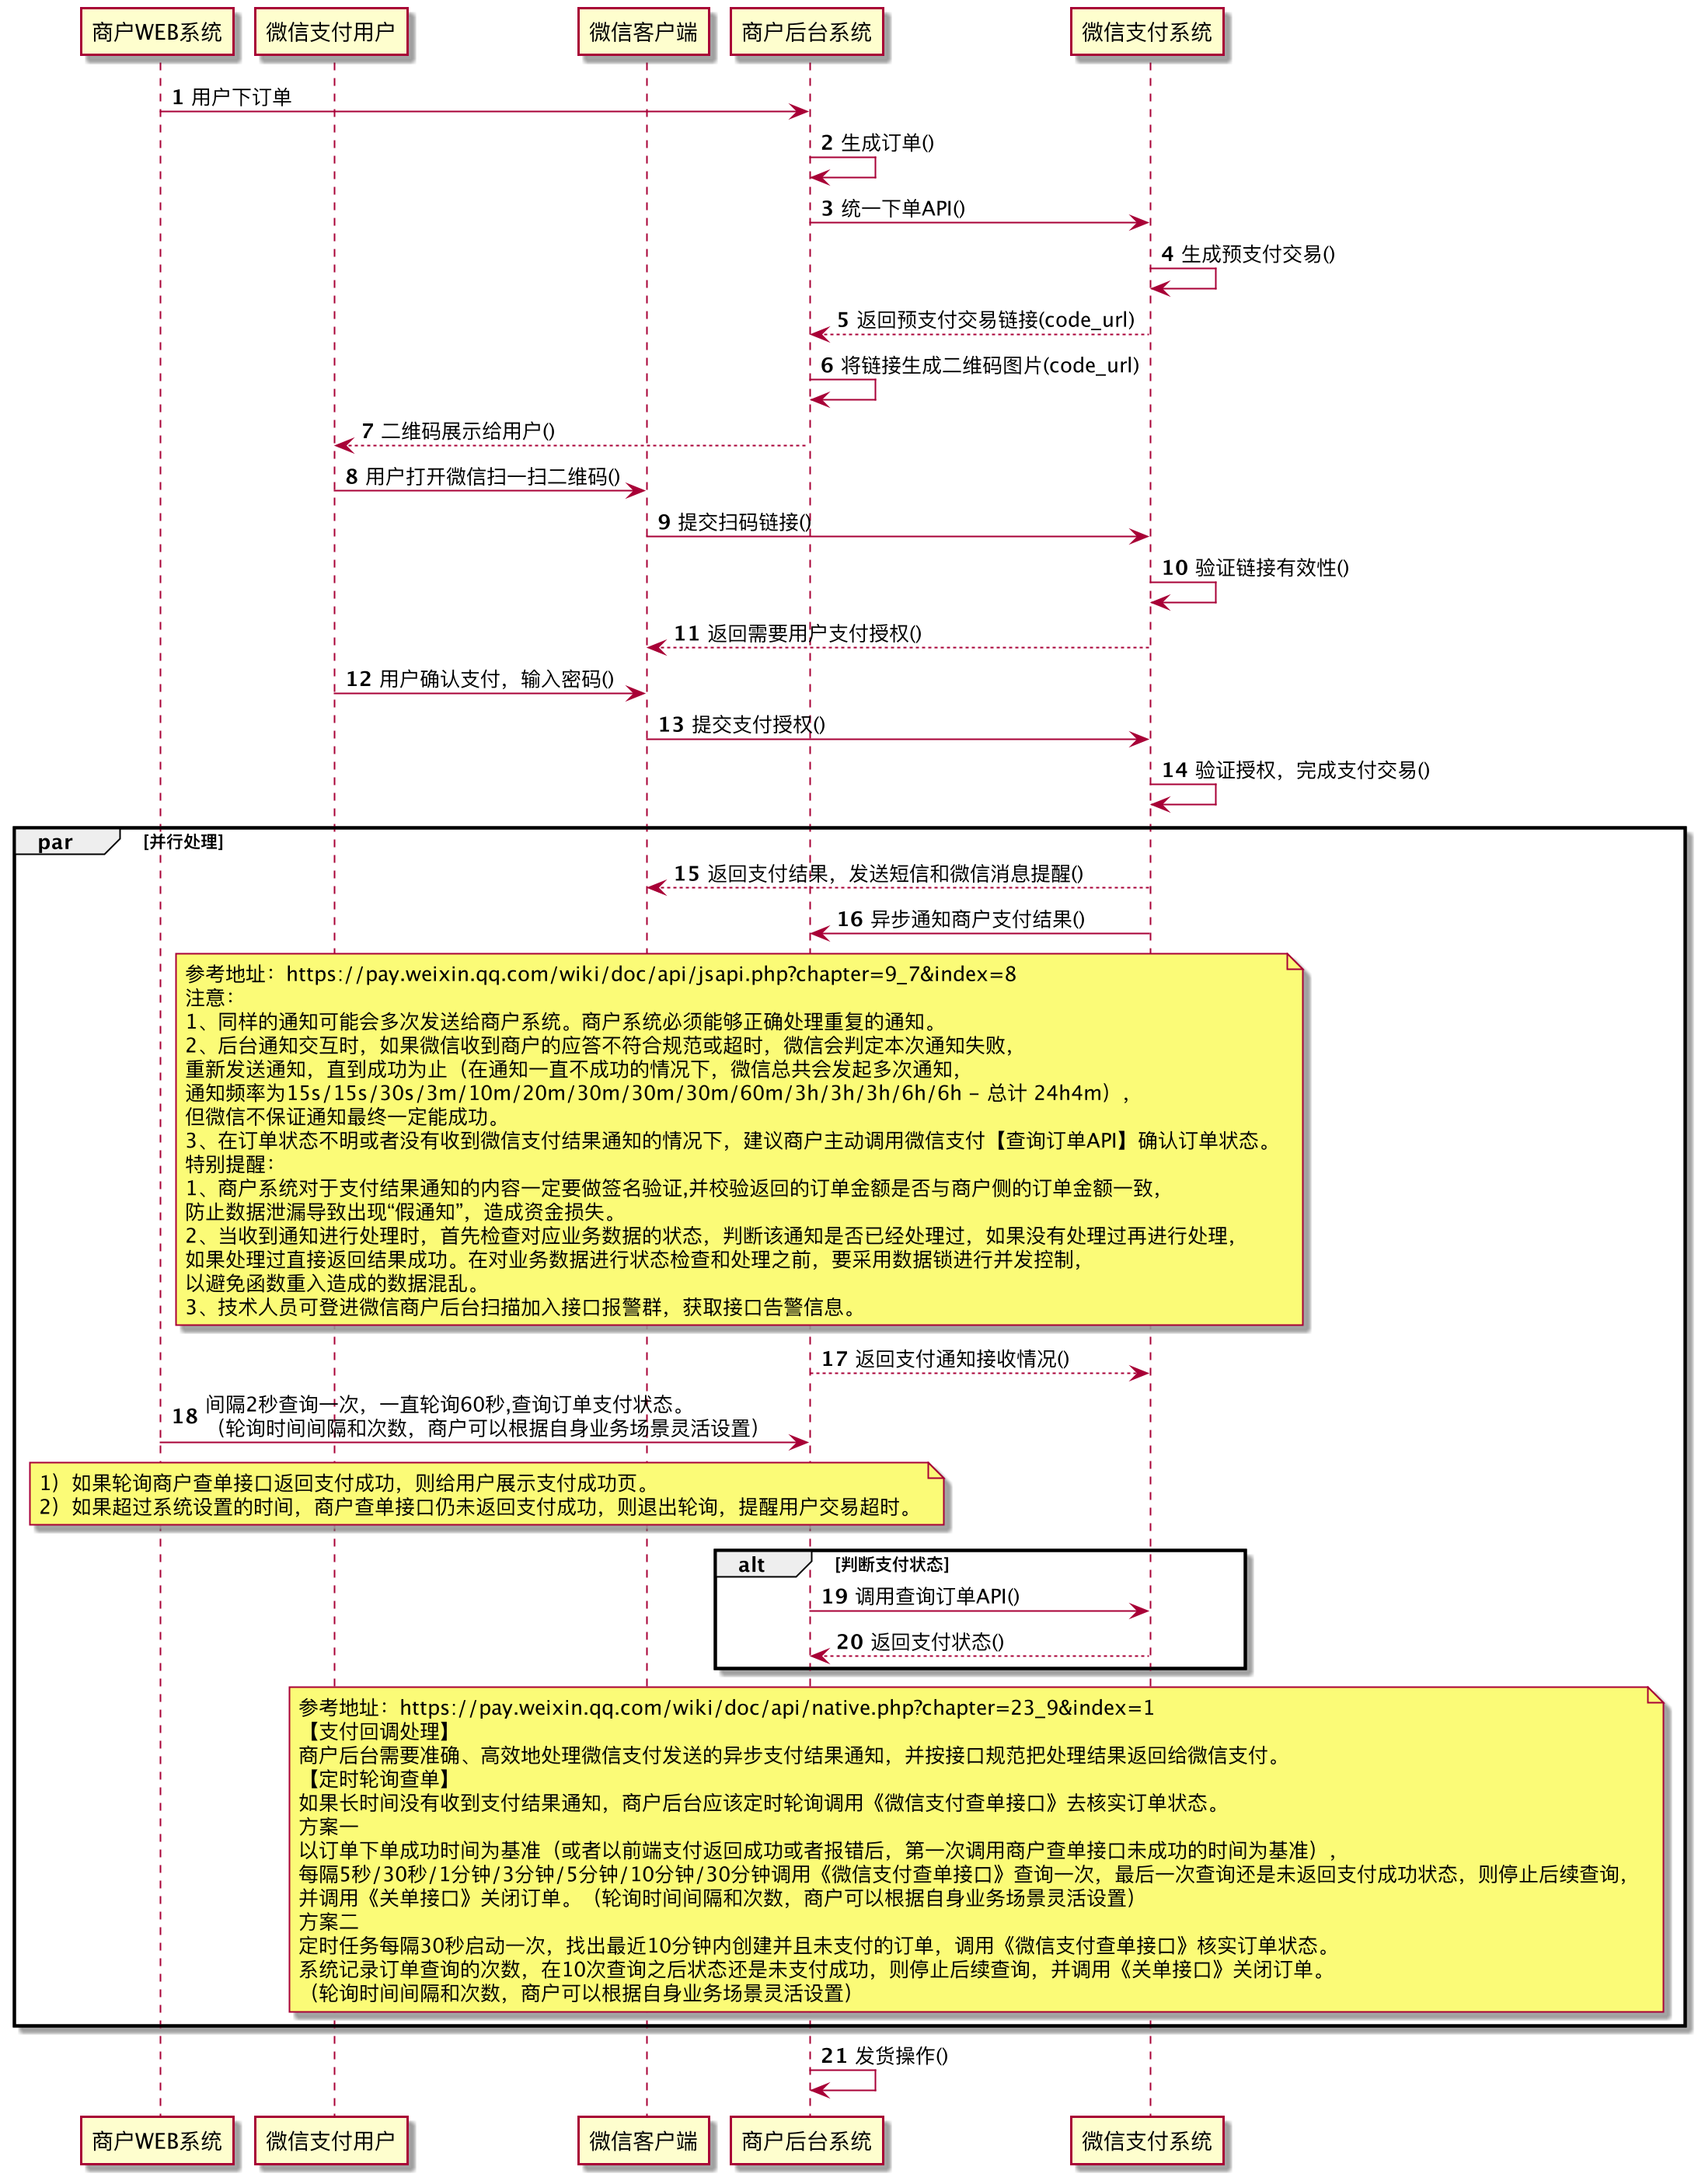 商户WEB系统 微信支付用户 微信客户端 商户后台系统 微信支付系统
1 用户下订单
2 生成订单()
3 统一下单API()
4 生成预支付交易()
5 返回预支付交易链接(code_url)
6 将链接生成二维码图片(code_url)
7 二维码展示给用户()
8 用户打开微信扫一扫二维码()
9 提交扫码链接()
10 验证链接有效性()
11 返回需要用户支付授权()
12 用户确认支付，输入密码()
13 提交支付授权()
14 验证授权，完成支付交易()
par [并行处理]
15 返回支付结果，发送短信和微信消息提醒()
16 异步通知商户支付结果()
参考地址：https://pay.weixin.qq.com/wiki/doc/api/jsapi.php?chapter=9_7&index=8
注意：
1、同样的通知可能会多次发送给商户系统。商户系统必须能够正确处理重复的通知。
2、后台通知交互时，如果微信收到商户的应答不符合规范或超时，微信会判定本次通知失败，
重新发送通知，直到成功为止（在通知一直不成功的情况下，微信总共会发起多次通知，
通知频率为15s/15s/30s/3m/10m/20m/30m/30m/30m/60m/3h/3h/3h/6h/6h - 总计 24h4m），
但微信不保证通知最终一定能成功。
3、在订单状态不明或者没有收到微信支付结果通知的情况下，建议商户主动调用微信支付【查询订单API】确认订单状态。
特别提醒：
1、商户系统对于支付结果通知的内容一定要做签名验证,并校验返回的订单金额是否与商户侧的订单金额一致，
防止数据泄漏导致出现“假通知”，造成资金损失。
2、当收到通知进行处理时，首先检查对应业务数据的状态，判断该通知是否已经处理过，如果没有处理过再进行处理，
如果处理过直接返回结果成功。在对业务数据进行状态检查和处理之前，要采用数据锁进行并发控制，
以避免函数重入造成的数据混乱。
3、技术人员可登进微信商户后台扫描加入接口报警群，获取接口告警信息。
17 返回支付通知接收情况()
18 间隔2秒查询一次，一直轮询60秒,查询订单支付状态。
（轮询时间间隔和次数，商户可以根据自身业务场景灵活设置）
1）如果轮询商户查单接口返回支付成功，则给用户展示支付成功页。
2）如果超过系统设置的时间，商户查单接口仍未返回支付成功，则退出轮询，提醒用户交易超时。
alt [判断支付状态]
19 调用查询订单API()
20 返回支付状态()
参考地址：https://pay.weixin.qq.com/wiki/doc/api/native.php?chapter=23_9&index=1
【支付回调处理】
商户后台需要准确、高效地处理微信支付发送的异步支付结果通知，并按接口规范把处理结果返回给微信支付。
【定时轮询查单】
如果长时间没有收到支付结果通知，商户后台应该定时轮询调用《微信支付查单接口》去核实订单状态。
方案一
以订单下单成功时间为基准（或者以前端支付返回成功或者报错后，第一次调用商户查单接口未成功的时间为基准），
每隔5秒/30秒/1分钟/3分钟/5分钟/10分钟/30分钟调用《微信支付查单接口》查询一次，最后一次查询还是未返回支付成功状态，则停止后续查询，
并调用《关单接口》关闭订单。（轮询时间间隔和次数，商户可以根据自身业务场景灵活设置）
方案二
定时任务每隔30秒启动一次，找出最近10分钟内创建并且未支付的订单，调用《微信支付查单接口》核实订单状态。
系统记录订单查询的次数，在10次查询之后状态还是未支付成功，则停止后续查询，并调用《关单接口》关闭订单。
（轮询时间间隔和次数，商户可以根据自身业务场景灵活设置）
21 发货操作()
商户WEB系统 微信支付用户 微信客户端 商户后台系统 微信支付系统